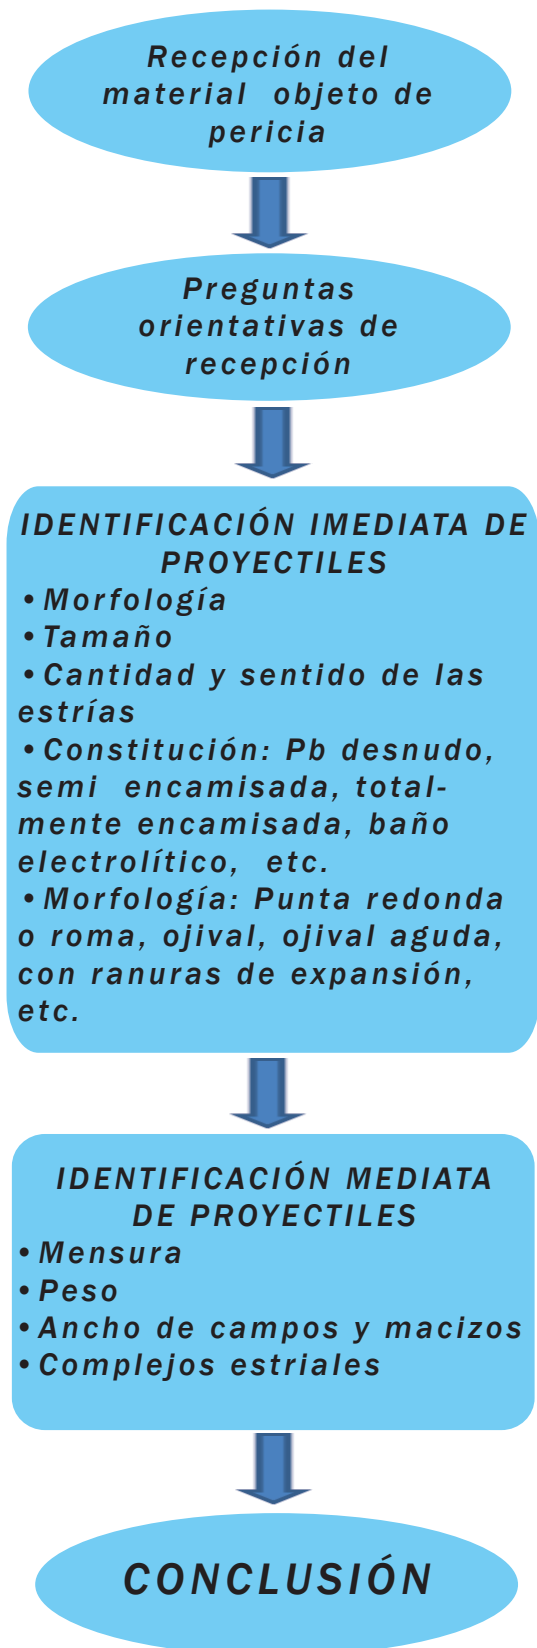 Recepción del
material objeto de
pericia
Preguntas
orientativas de
recepción
IDENTIFICACIÓN IMEDIATA DE
PROYECTILES
•Morfología
•Tamaño
•Cantidad y sentido de las
estrías
•Constitución: Pb desnudo,
semi encamisada, total-
mente encamisada, baño
electrolítico, etc.
•Morfología: Punta redonda
o roma, ojival, ojival aguda,
con ranuras de expansión,
etc.
IDENTIFICACIÓN MEDIATA
DE PROYECTILES
•Mensura
•Peso
•Ancho de campos y macizos
•Complejos estriales
CONCLUSIÓN